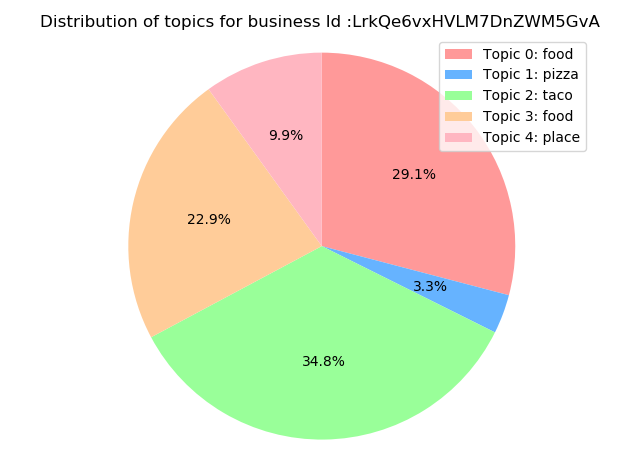 Distribution of topics for business Id :LrkQe6vxHVLM7DnZWM5GvA
Topic 0: food
Topic 1: pizza
Topic 2: taco
Topic 3: food
Topic 4: place
9.9%
29.1%
22.9%
3.3%
34.8%